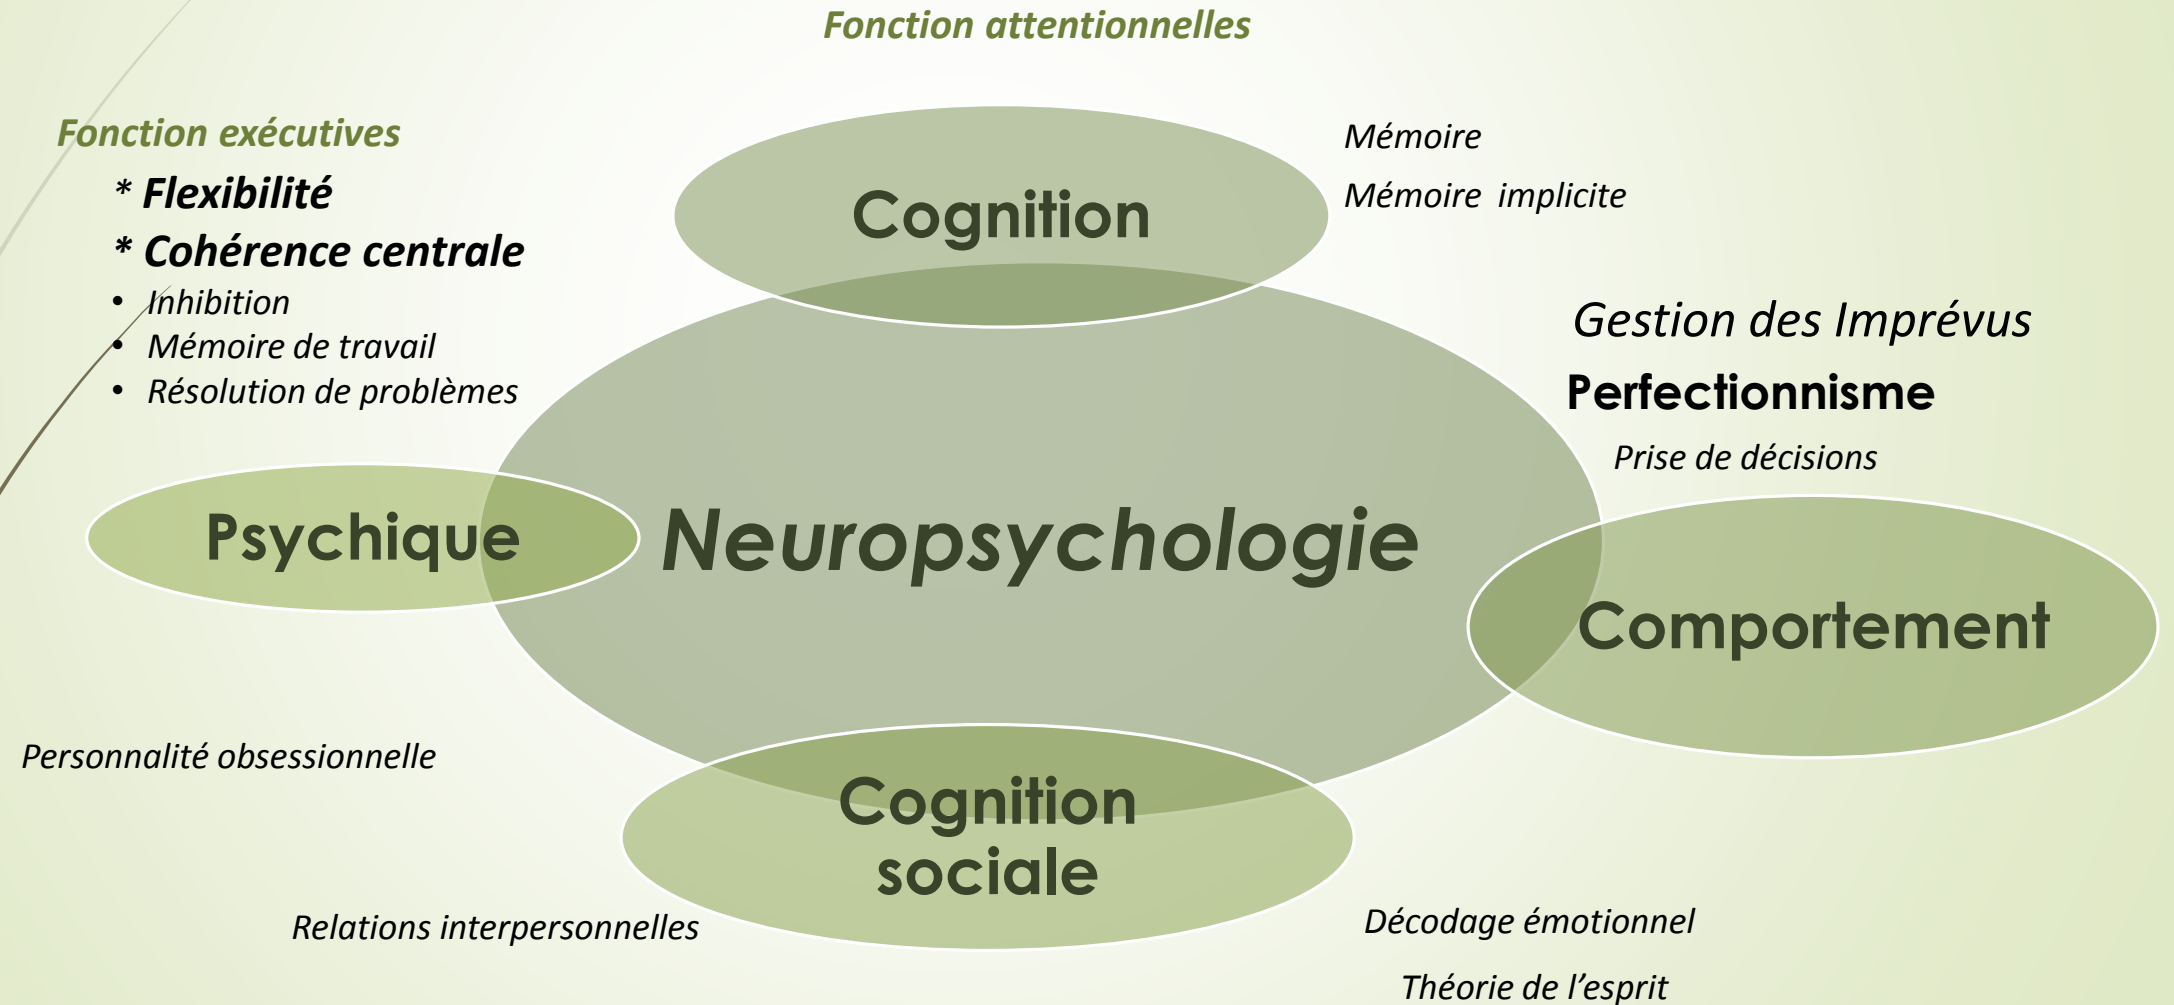 Fonction attentionnelles
Fonction exécutives
* Flexibilité
* Cohérence centrale
• Inhibition
• Mémoire de travail
• Résolution de problèmes
Cognition
Mémoire
Mémoire implicite
Gestion des Imprévus
Perfectionnisme
Prise de décisions
Psychique
Neuropsychologie
Comportement
Personnalité obsessionnelle
Cognition
sociale
Relations interpersonnelles
Décodage émotionnel
Théorie de l’esprit